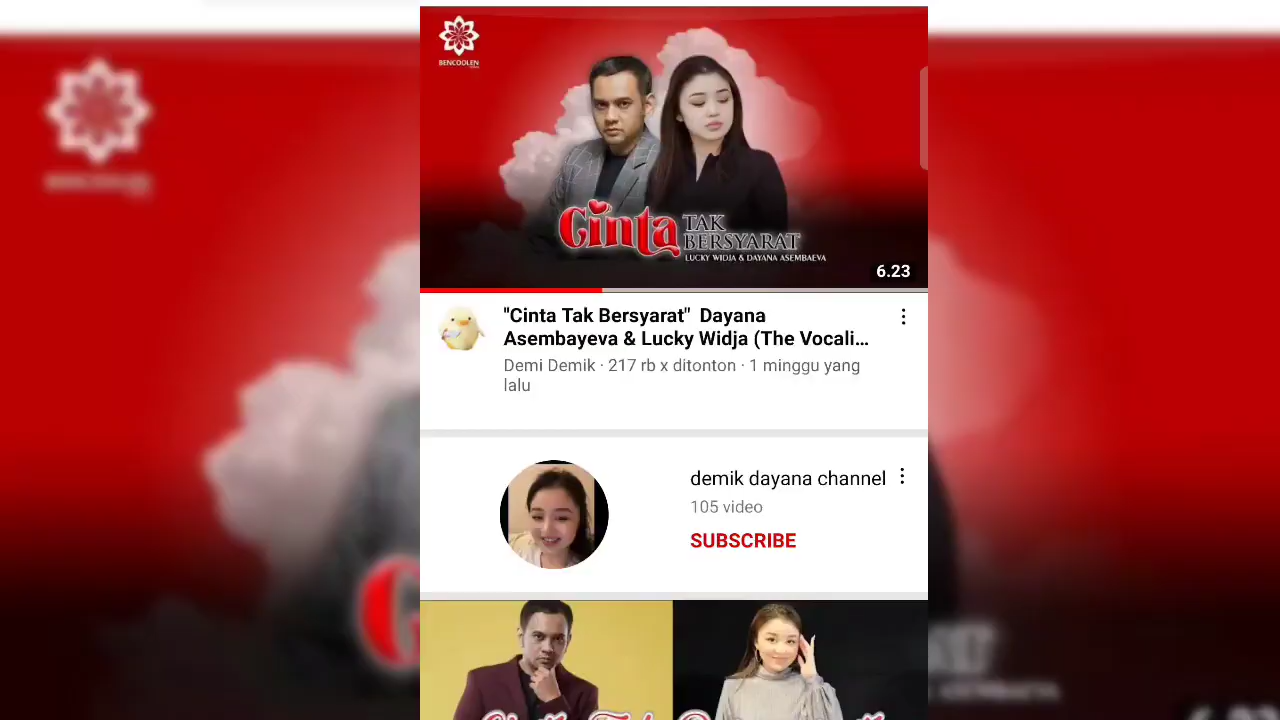 BENCOOLEN
Cinta TAK
BERSYARAT
LUCKY WIDJA & DAYANA ASEMBAEVA
6.23
"Cinta Tak Bersyarat" Dayana
Asembayeva & Lucky Widja (The Vocali...
Demi Demik · 217 rb x ditonton · 1 minggu yang
lalu
demik dayana channel
105 video
SUBSCRIBE